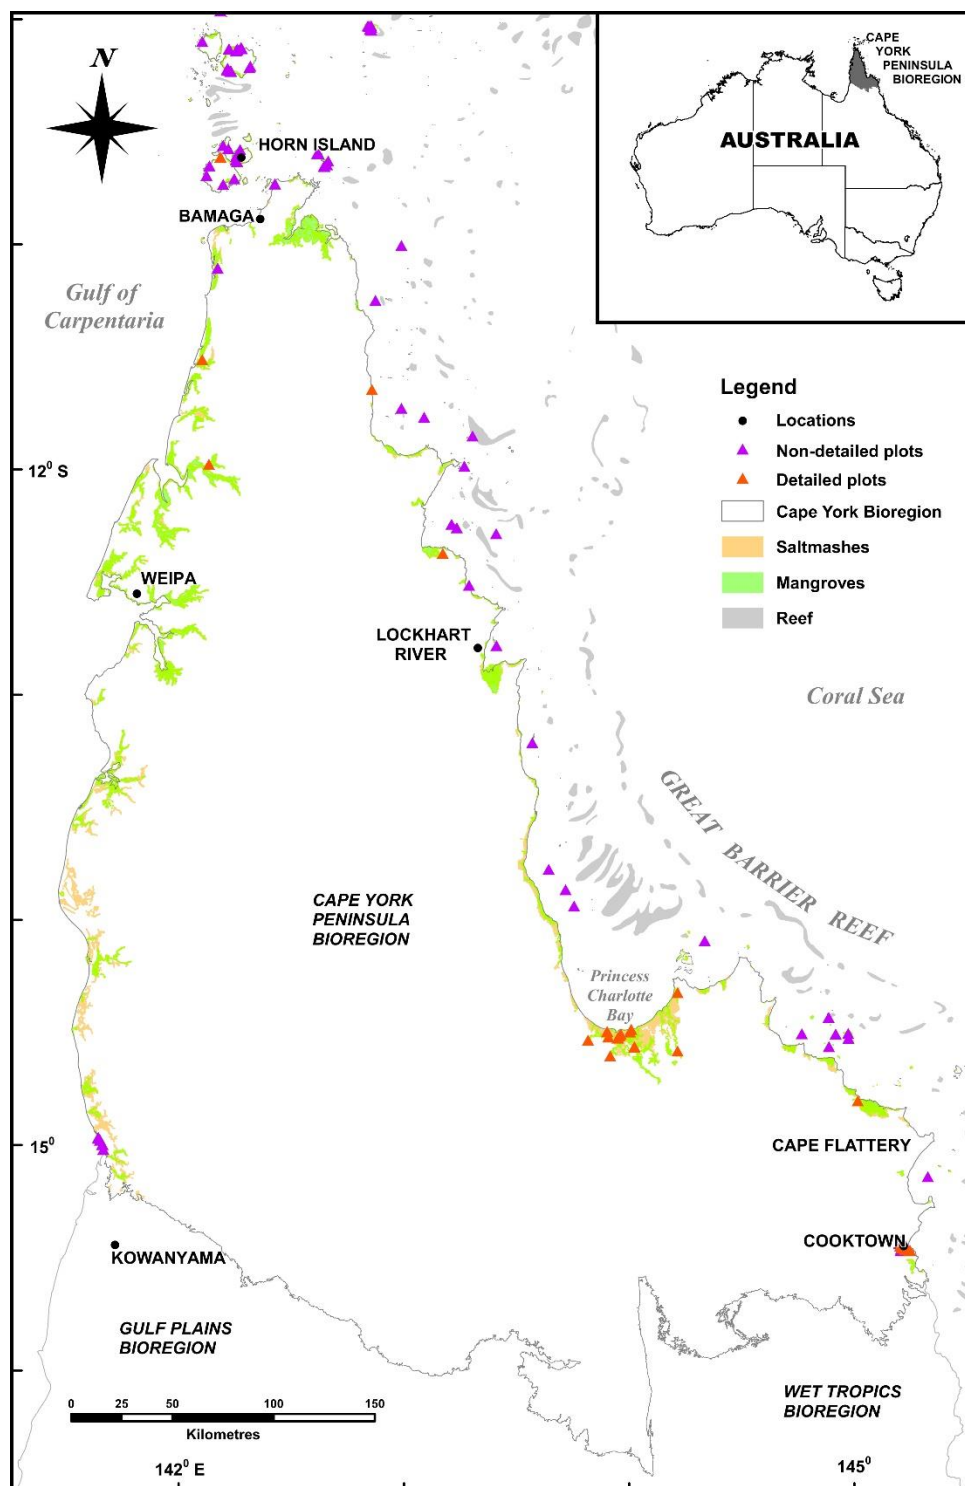 N
CAPE
YORK
PENINSULA
BIOREGION
AUSTRALIA
HORN ISLAND
BAMAGA
Gulf of
Carpentaria
Legend
Locations
Non-detailed plots
Detailed plots
Cape York Bioregion
Saltmashes
Mangroves
Reef
12⁰ S
WEIPA
LOCKHART
RIVER
Coral Sea
GREAT BARRIER REEF
CAPE YORK
PENINSULA
BIOREGION
Princess
Charlotte
Bay
15⁰
CAPE FLATTERY
COOKTOWN
KOWANYAMA
GULF PLAINS
BIOREGION
WET TROPICS
BIOREGION
0 25 50 100 150
Kilometres
142⁰ E
145⁰